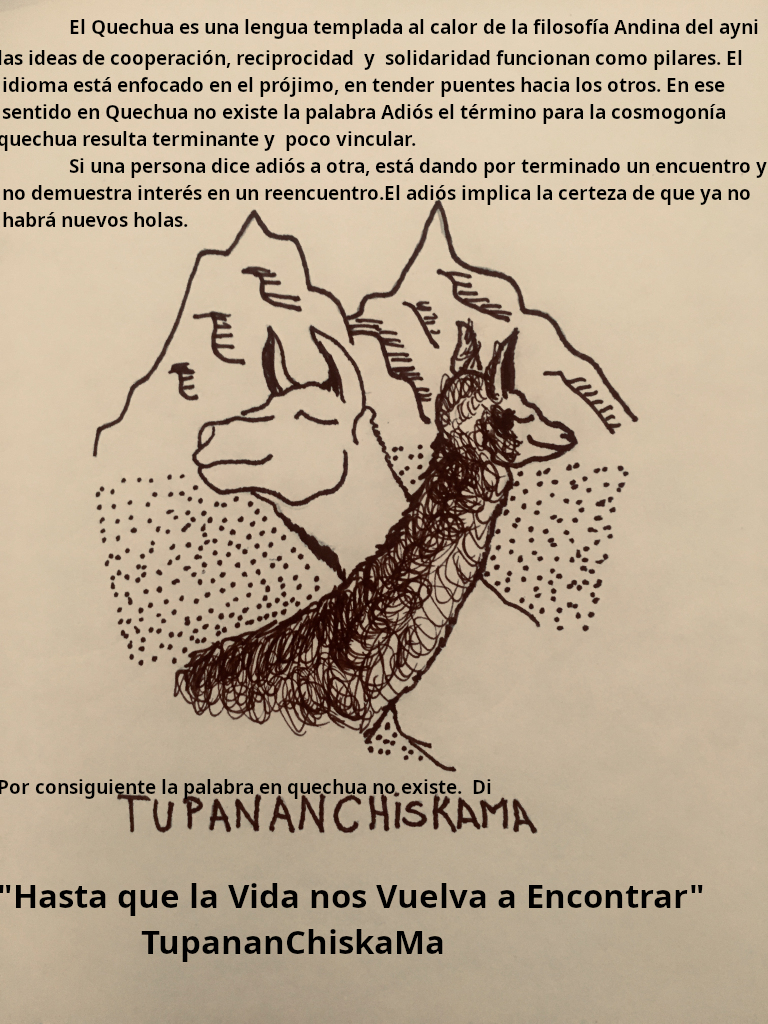 El Quechua es una lengua templada al calor de la filosofía Andina del ayni
las ideas de cooperación, reciprocidad y solidaridad funcionan como pilares. El
idioma está enfocado en el prójimo, en tender puentes hacia los otros. En ese
sentido en Quechua no existe la palabra Adiós el término para la cosmogonía
quechua resulta terminante y poco vincular.
Si una persona dice adiós a otra, está dando por terminado un encuentro y
no demuestra interés en un reencuentro.El adiós implica la certeza de que ya no
habrá nuevos holas.
Por consiguiente la palabra en quechua no existe. Di
TUPANANCHiSKAMA
"Hasta que la Vida nos Vuelva a Encontrar"
TupananChiskaMa